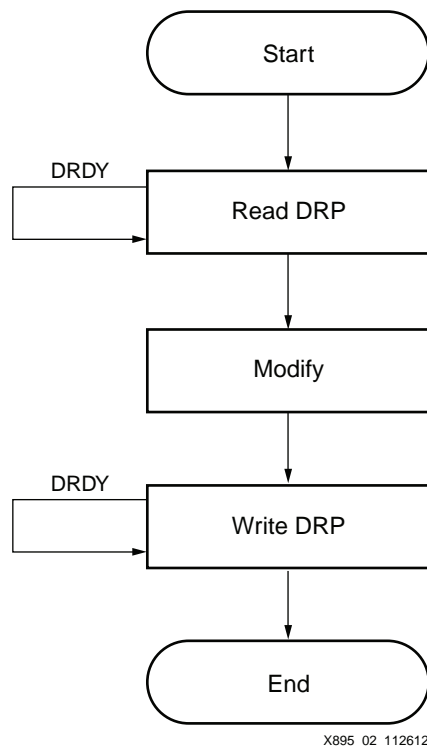 Start
DRDY
Read DRP
Modify
DRDY
Write DRP
End
X895_02_112612